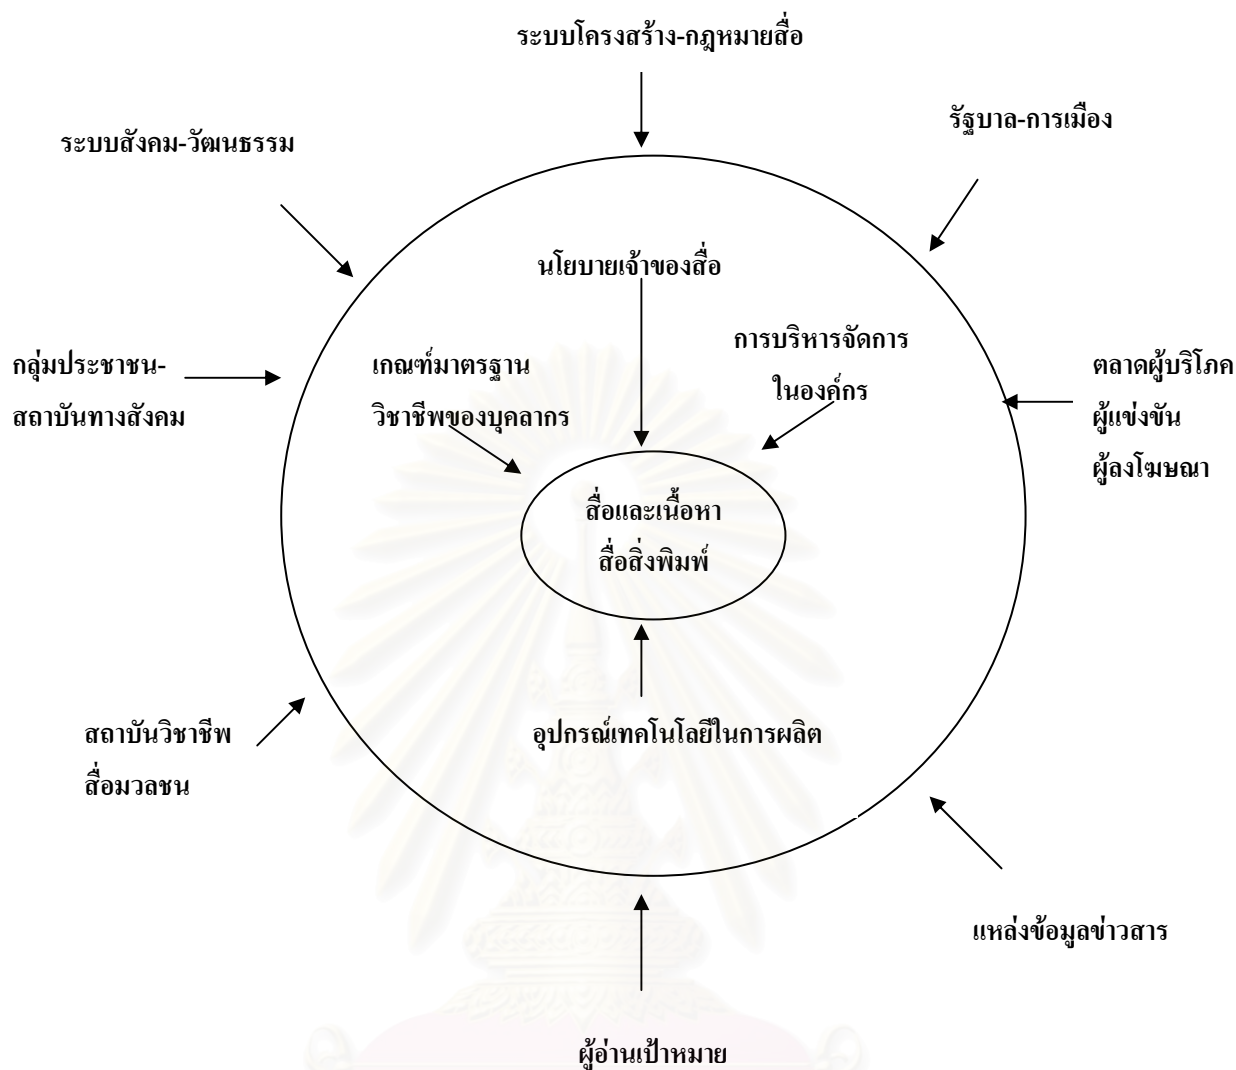 ระบบโครงสร้าง-กฎหมายสื่อ
รัฐบาล-การเมือง
ระบบสังคม-วัฒนธรรม
นโยบายเจ้าของสื่อ
การบริหารจัดการ
ในองค์กร
เกณฑ์มาตรฐาน
วิชาชีพของบุคลากร
กลุ่มประชาชน-
สถาบันทางสังคม
ตลาดผู้บริโภค
ผู้แข่งขัน
ผู้ลงโฆษณา
สื่อและเนื้อหา
สื่อสิ่งพิมพ์
อุปกรณ์เทคโนโลยีในการผลิต
สถาบันวิชาชีพ
สื่อมวลชน
แหล่งข้อมูลข่าวสาร
ผู้อ่านเป้าหมาย